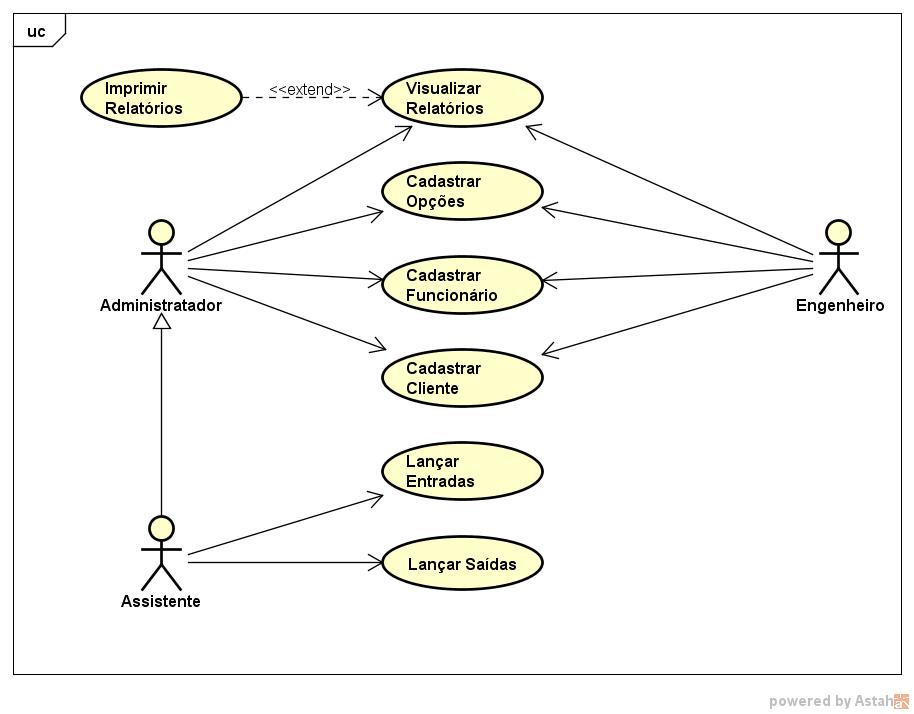 uc
Imprimir
Relatórios
<<extend>>
Visualizar
Relatórios
Cadastrar
Opções
Cadastrar
Funcionário
Administratador
Engenheiro
Cadastrar
Cliente
Lançar
Entradas
Lançar Saídas
Assistente
powered by Astah